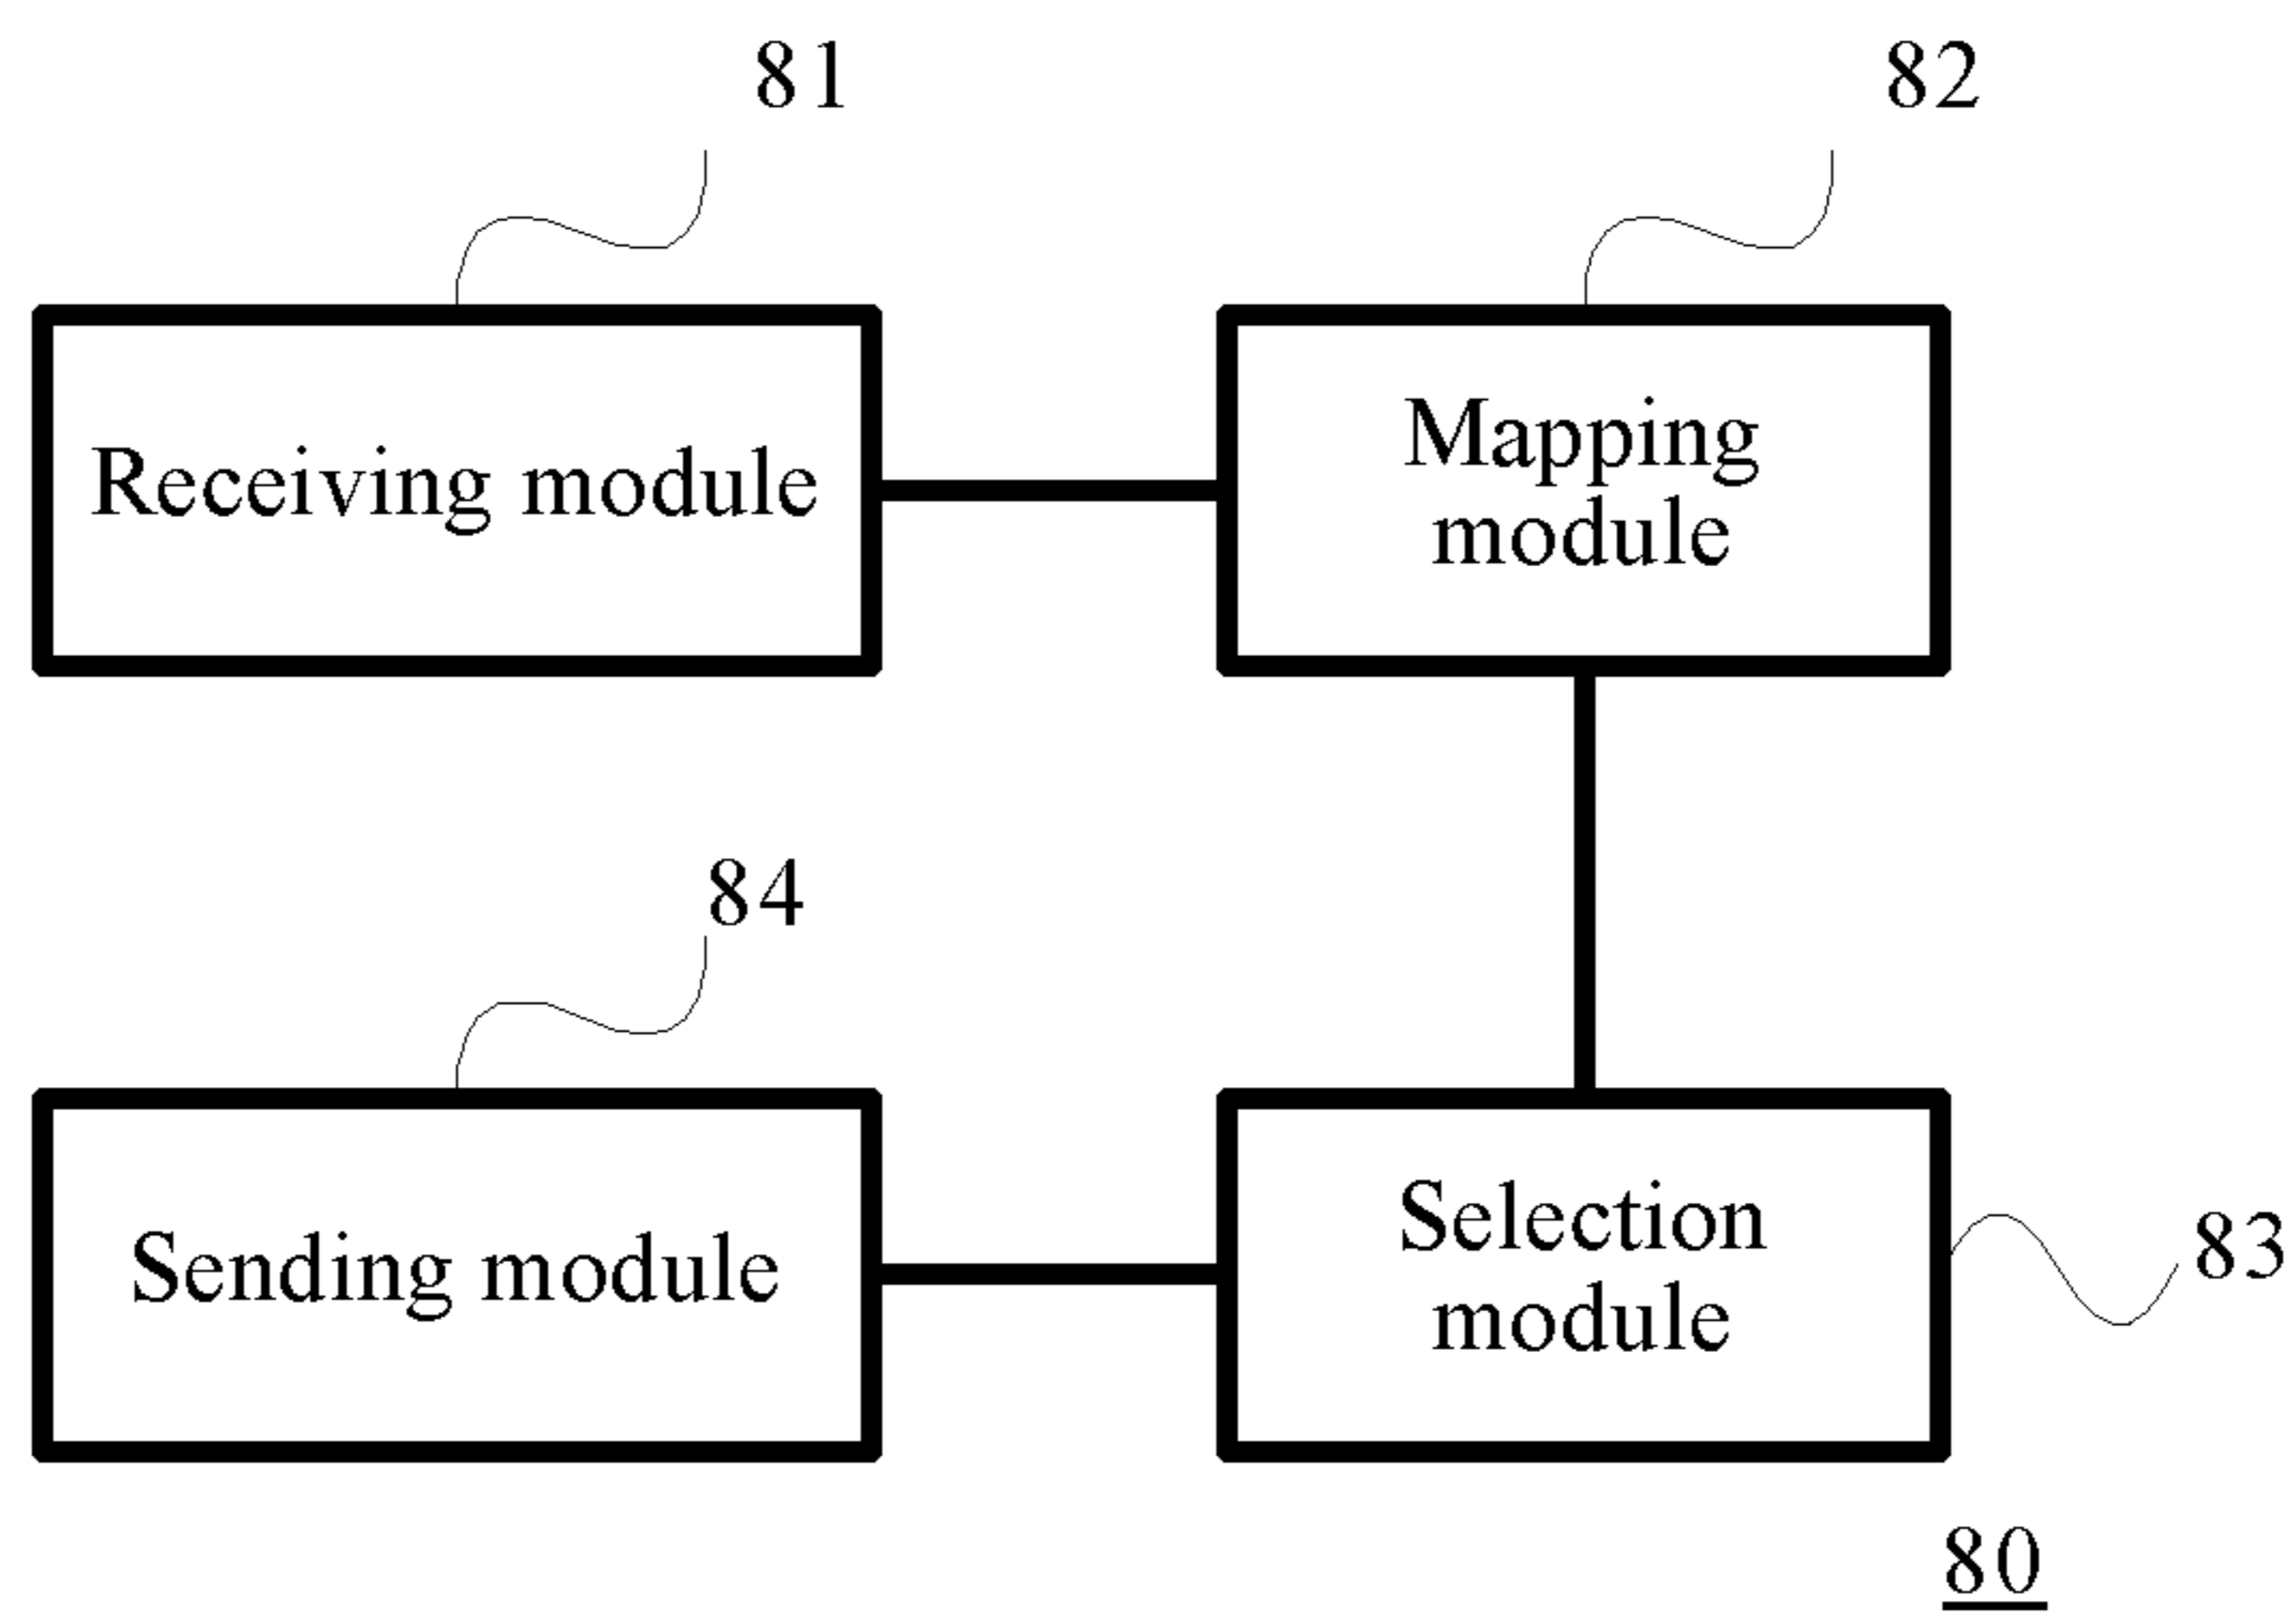 81
82
Receiving module
Mapping
module
84
Sending module
Selection
module
83
80